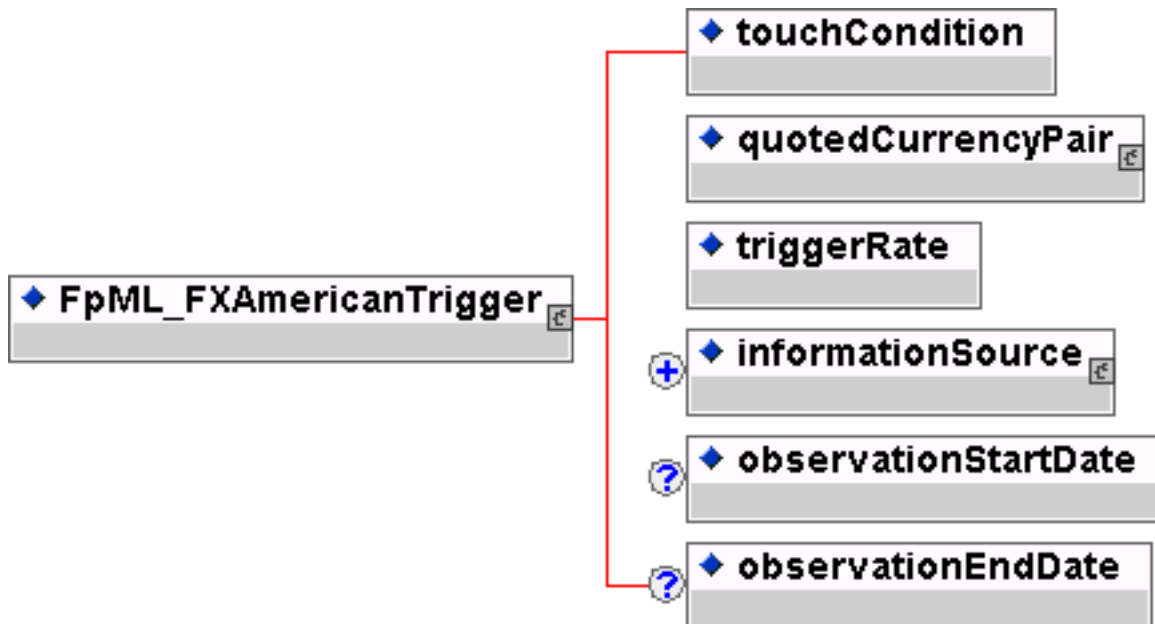 touchCondition
quotedCurrencyPair
triggerRate
FpML_FXAmericanTrigger
+ informationSource
? observationStartDate
? observationEndDate